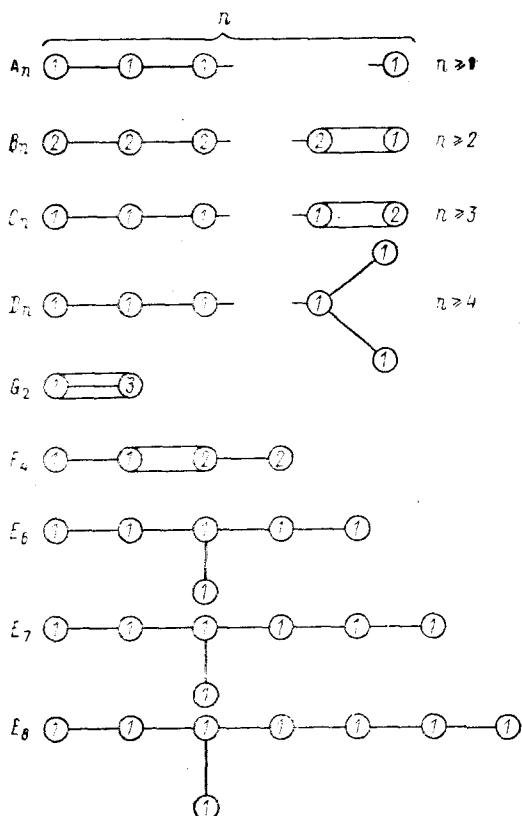 n
A_n 1 1 1 1 n ≥ 1
B_n 2 2 2 2 1 n ≥ 2
C_n 1 1 1 1 2 n ≥ 3
1
D_n 1 1 1 1 n ≥ 4
1
G_2 1 3
F_4 1 1 2 2
E_6 1 1 1 1 1
1
E_7 1 1 1 1 1 1
1
E_8 1 1 1 1 1 1 1
1